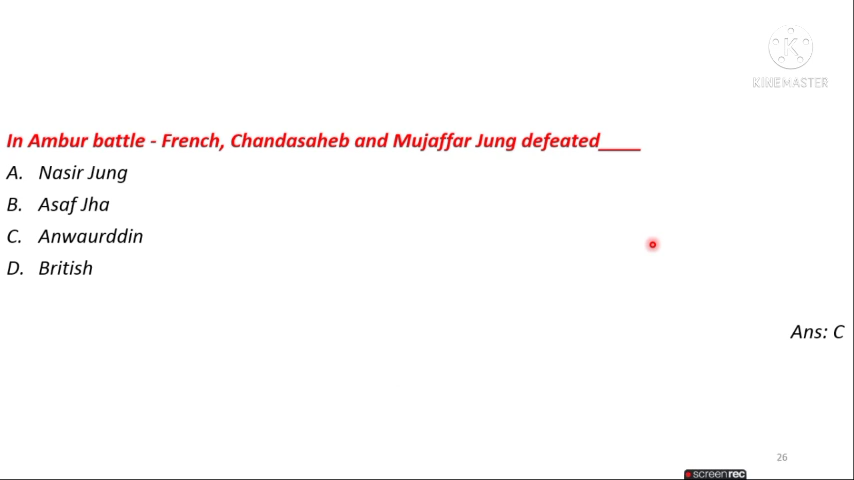 KINEMASTER
In Ambur battle - French, Chandasaheb and Mujaffar Jung defeated____
A. Nasir Jung
B. Asaf Jha
C. Anwaurddin
D. British
Ans: C
26
screenrec